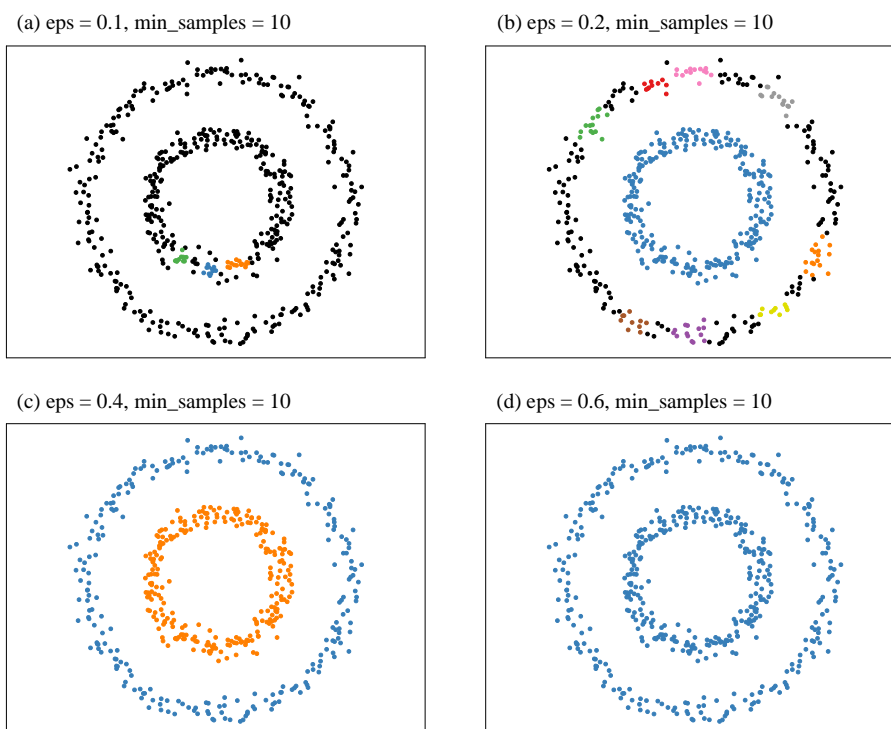 (a) eps = 0.1, min_samples = 10
(b) eps = 0.2, min_samples = 10
(c) eps = 0.4, min_samples = 10
(d) eps = 0.6, min_samples = 10